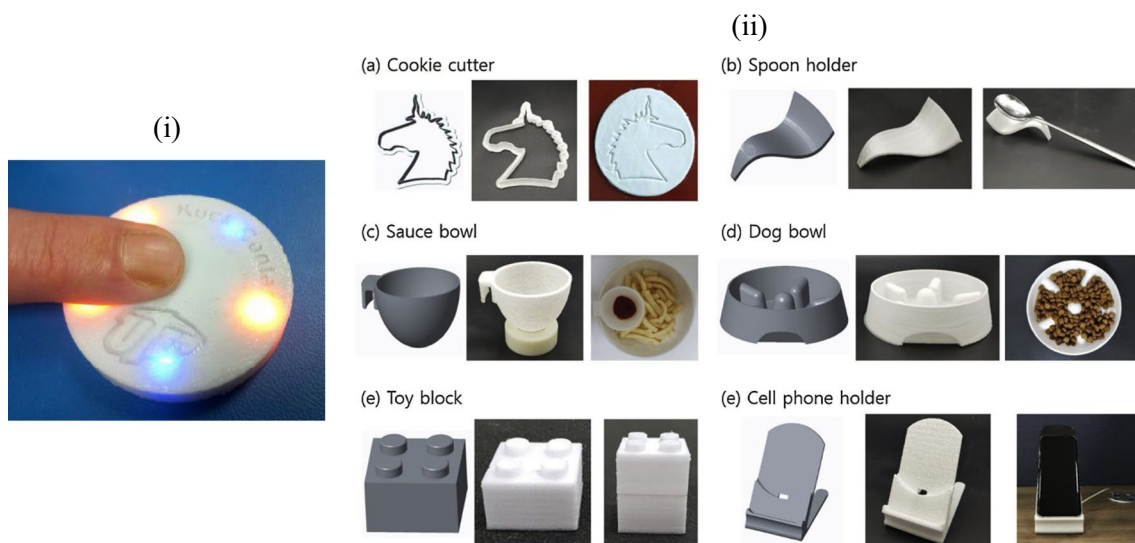 (i)
(ii)
(a) Cookie cutter
(b) Spoon holder
(c) Sauce bowl
(d) Dog bowl
(e) Toy block
(e) Cell phone holder